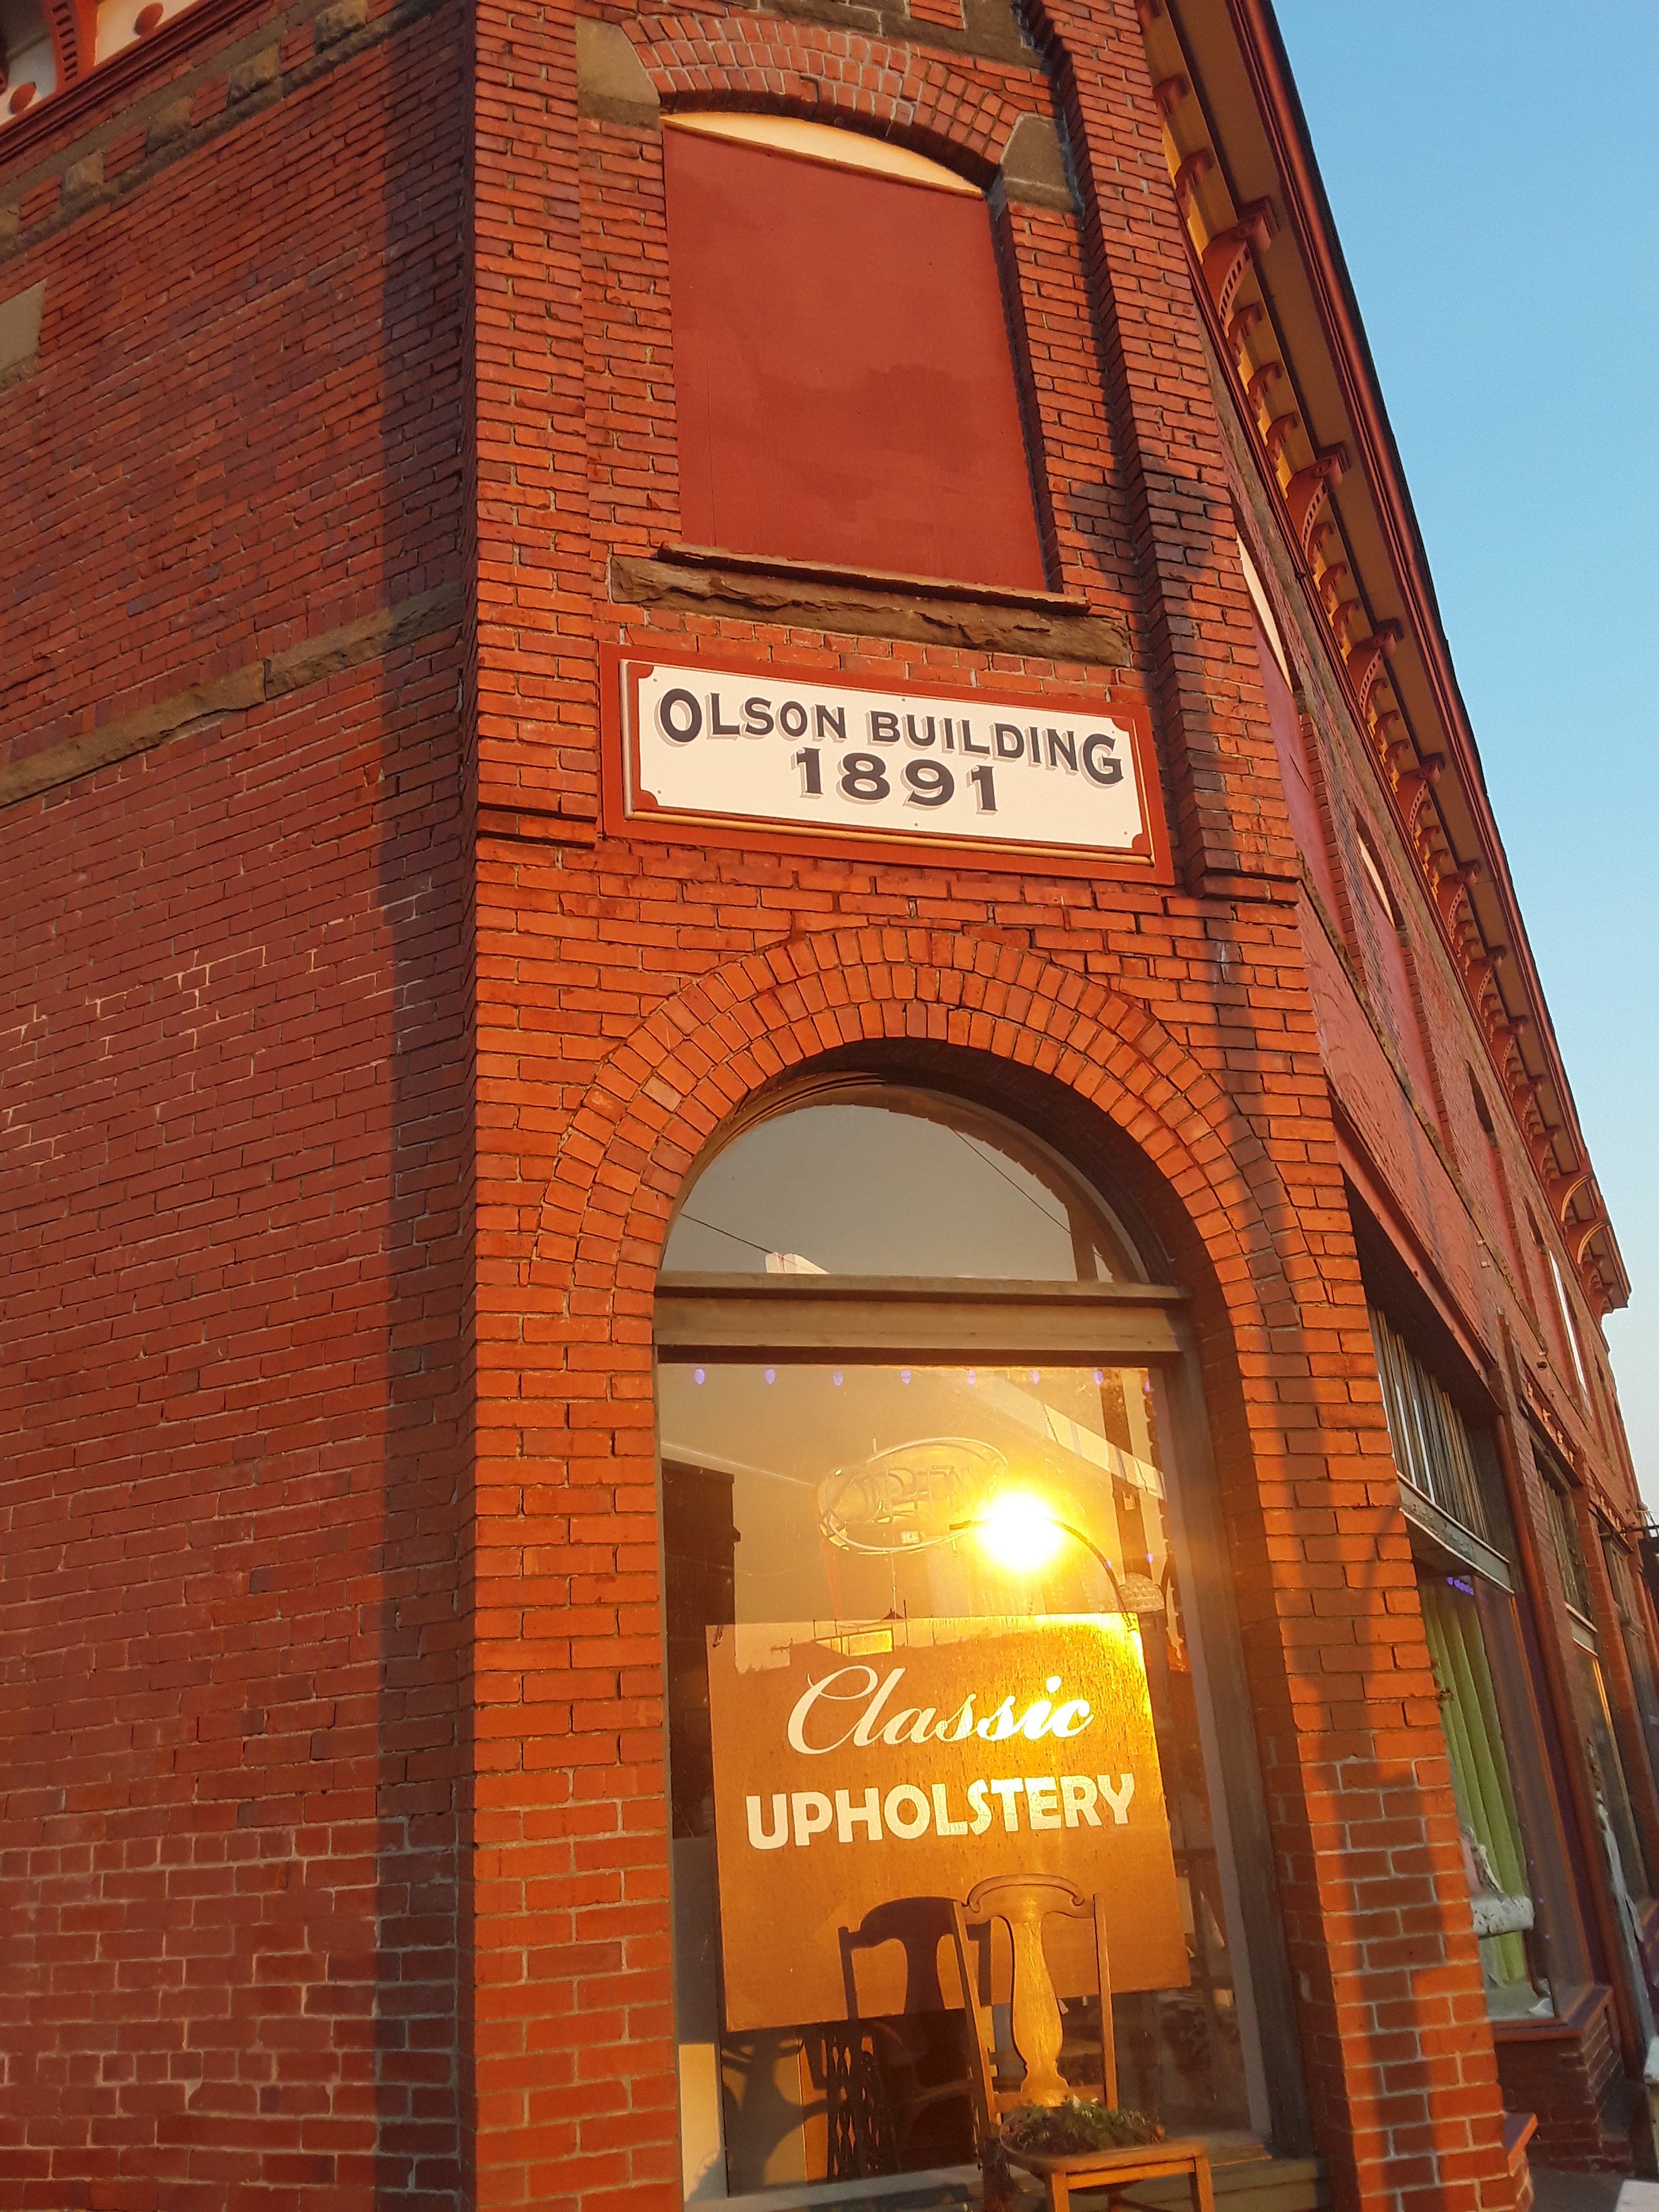 OLSON BUILDING
1891
Classic
UPHOLSTERY